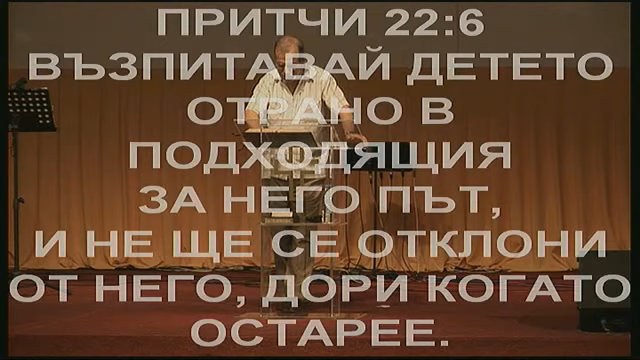 ПРИТЧИ 22:6
ВЪЗПИТАВАЙ ДЕТЕТО
ОТРАНО В
ПОДХОДЯЩИЯ
ЗА НЕГО ПЪТ,
И НЕ ЩЕ СЕ ОТКЛОНИ
ОТ НЕГО, ДОРИ КОГАТО
ОСТАРЕЕ.